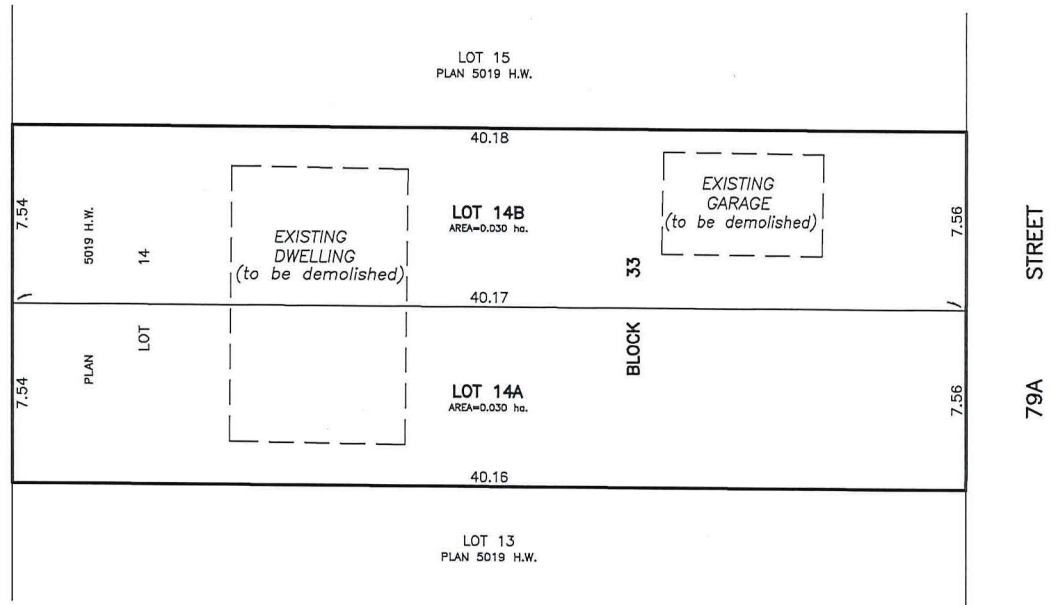 LOT 15
PLAN 5019 H.W.
40.18
7.54
PLAN 5019 H.W.
LOT 14
EXISTING
DWELLING
(to be demolished)
LOT 14B
AREA=0.030 ha.
EXISTING
GARAGE
(to be demolished)
7.56
BLOCK 33
40.17
7.54
LOT 14A
AREA=0.030 ha.
7.56
40.16
79A STREET
LOT 13
PLAN 5019 H.W.